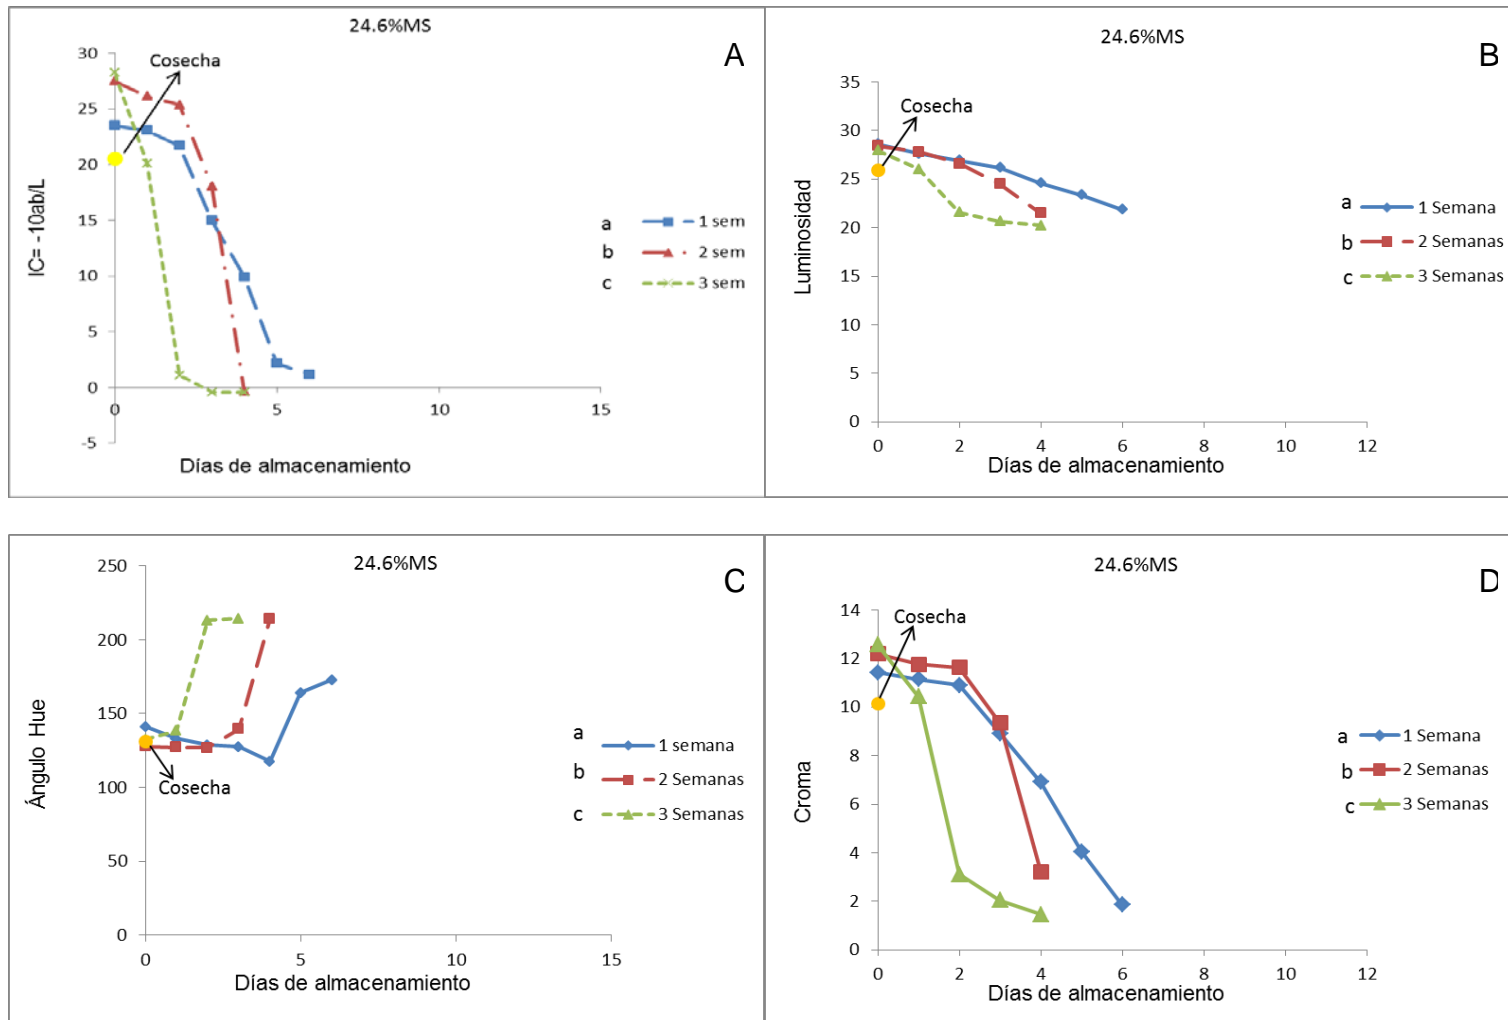 24.6%MS
A
Cosecha
30
25
20
15
10
5
0
-5
0
5
10
15
IC= -10ab/L
Días de almacenamiento
a 1 sem
b 2 sem
c 3 sem
24.6%MS
B
Cosecha
35
30
25
20
15
10
5
0
0 2 4 6 8 10 12
Luminosidad
Días de almacenamiento
a 1 Semana
b 2 Semanas
c 3 Semanas
24.6%MS
C
250
200
150
100
50
0
0 5 10 15
Cosecha
Ángulo Hue
Días de almacenamiento
a 1 semana
b 2 Semanas
c 3 Semanas
24.6%MS
D
Cosecha
14
12
10
8
6
4
2
0
0 2 4 6 8 10 12
Croma
Días de almacenamiento
a 1 Semana
b 2 Semanas
c 3 Semanas